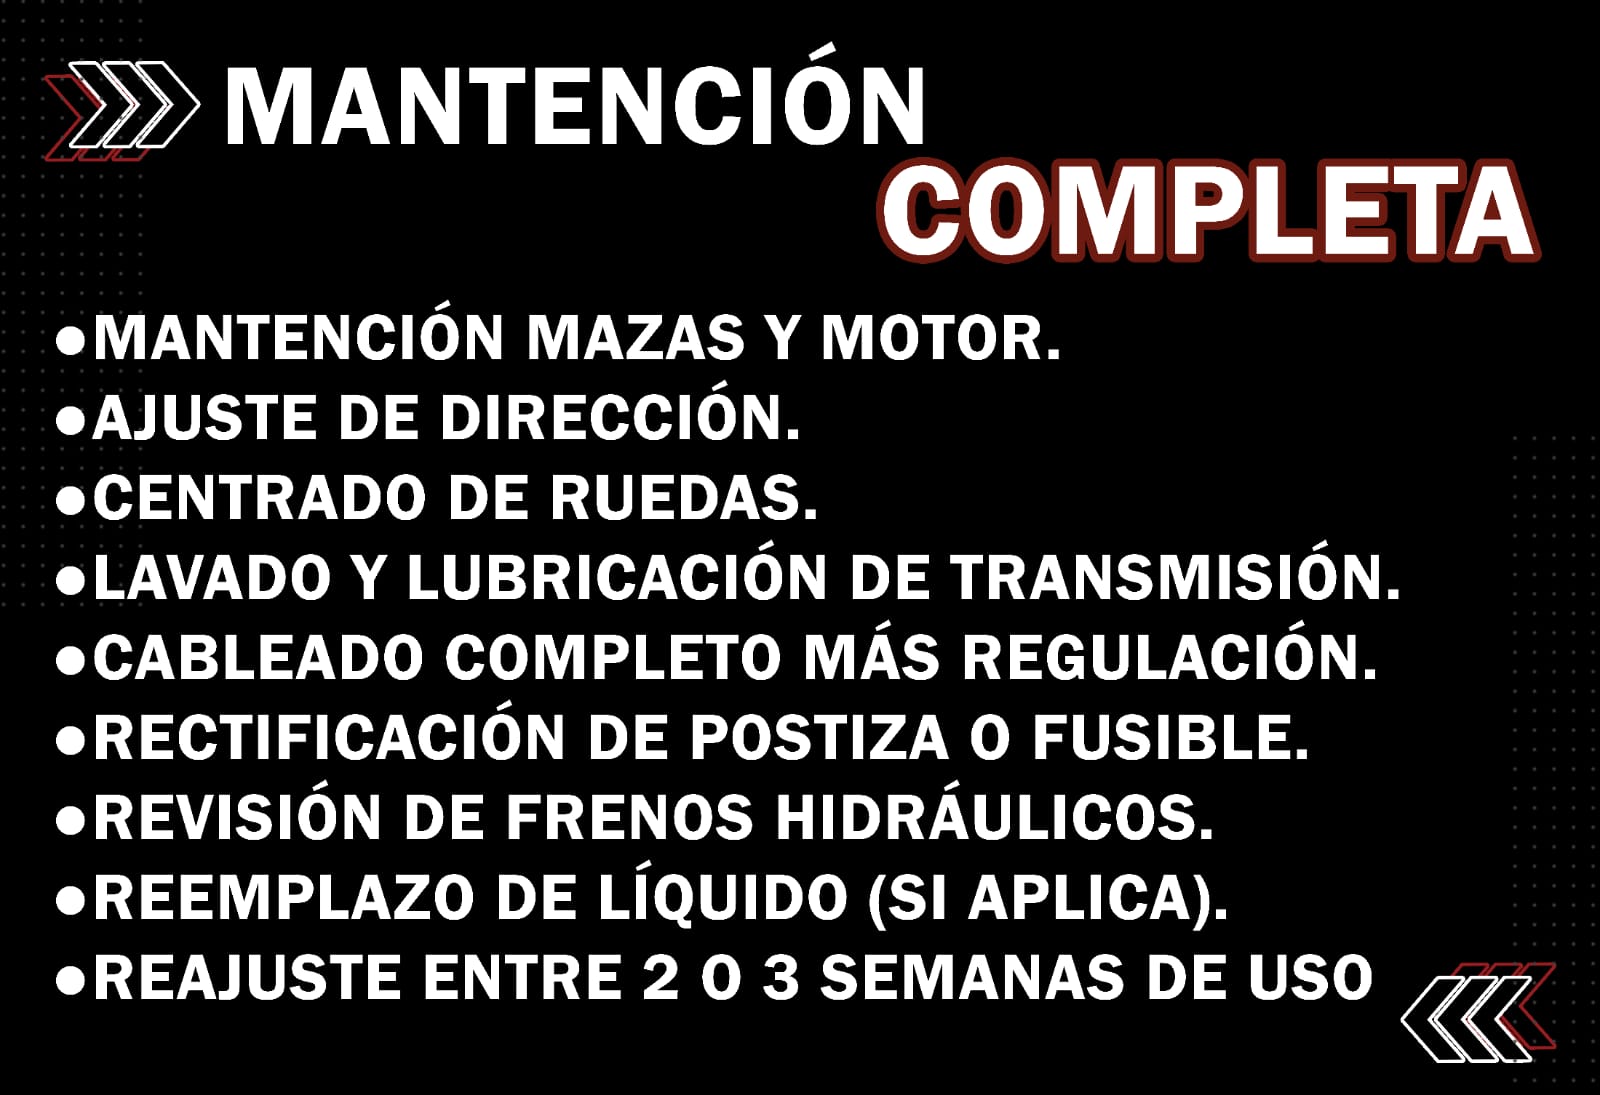 MANTENCIÓN
COMPLETA
●MANTENCIÓN MAZAS Y MOTOR.
●AJUSTE DE DIRECCIÓN.
●CENTRADO DE RUEDAS.
●LAVADO Y LUBRICACIÓN DE TRANSMISIÓN.
●CABLEADO COMPLETO MÁS REGULACIÓN.
●RECTIFICACIÓN DE POSTIZA O FUSIBLE.
●REVISIÓN DE FRENOS HIDRÁULICOS.
●REEMPLAZO DE LÍQUIDO (SI APLICA).
●REAJUSTE ENTRE 2 O 3 SEMANAS DE USO